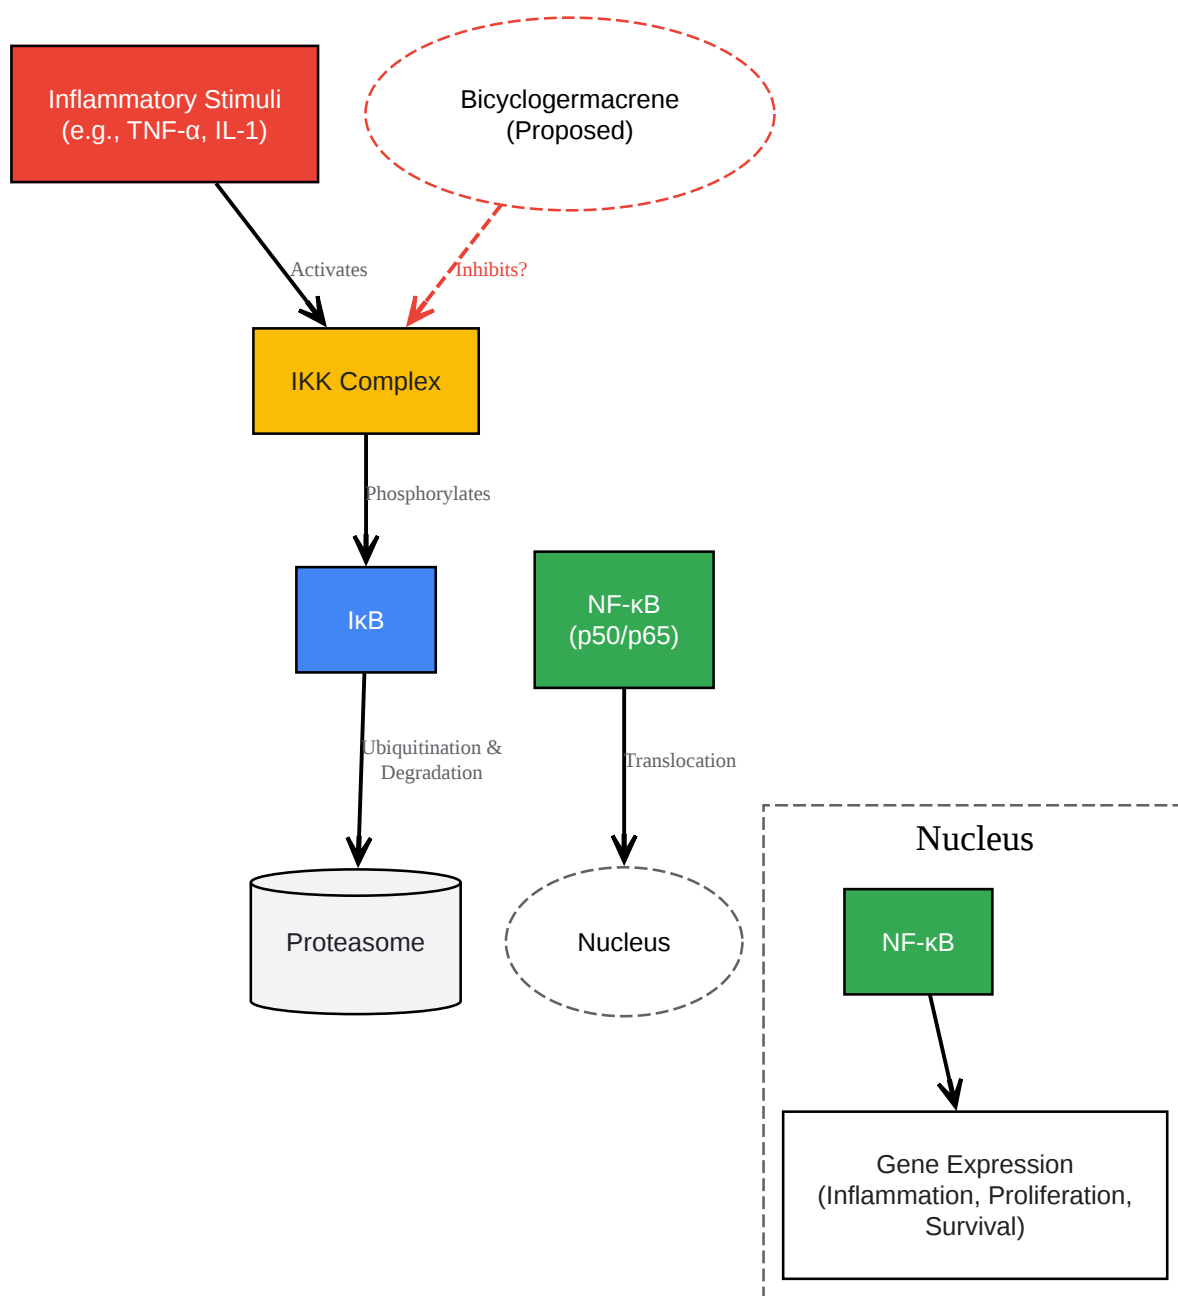 Inflammatory Stimuli
(e.g., TNF-α, IL-1)
Bicyclogermacrene
(Proposed)
Activates
Inhibits?
IKK Complex
Phosphorylates
IκB
NF-κB
(p50/p65)
Ubiquitination &
Degradation
Translocation
Proteasome
Nucleus
Nucleus
NF-κB
Gene Expression
(Inflammation, Proliferation,
Survival)